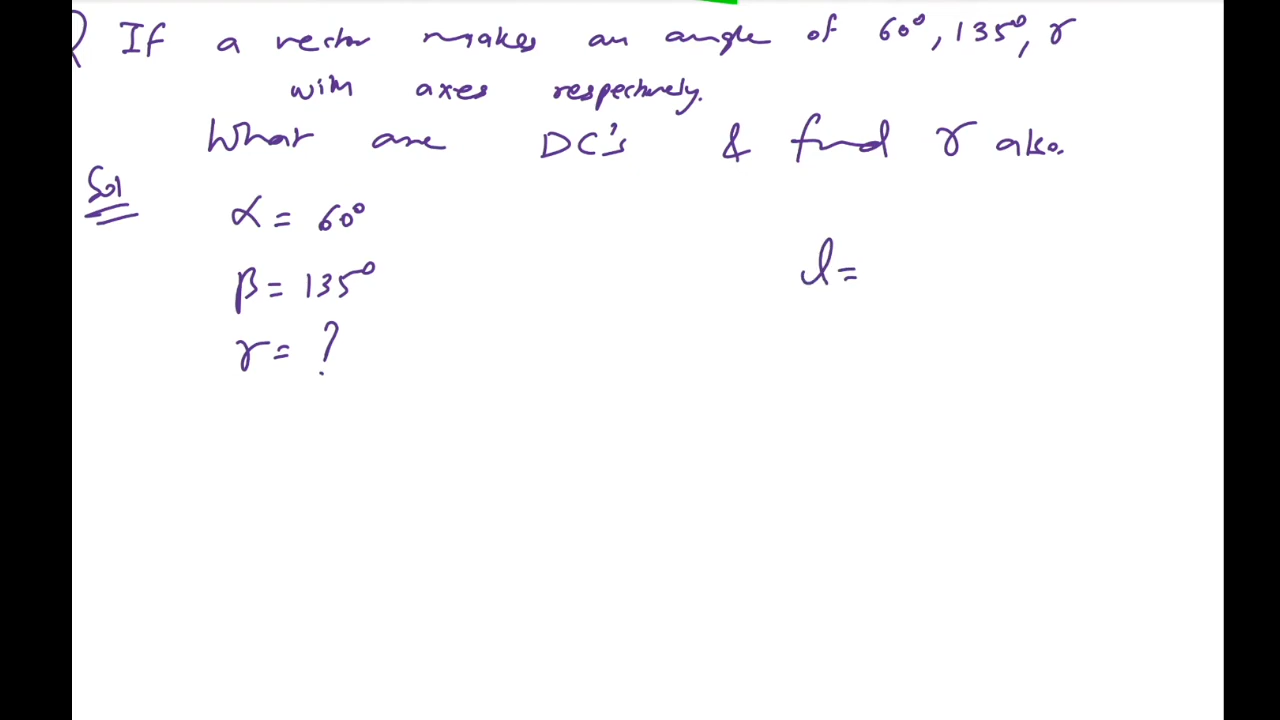 Q If a vector makes an angle of 60°, 135°, γ
with axes respectively.
What are DC's & find γ also.
Sol
α = 60°
β = 135°
γ = ?
l =